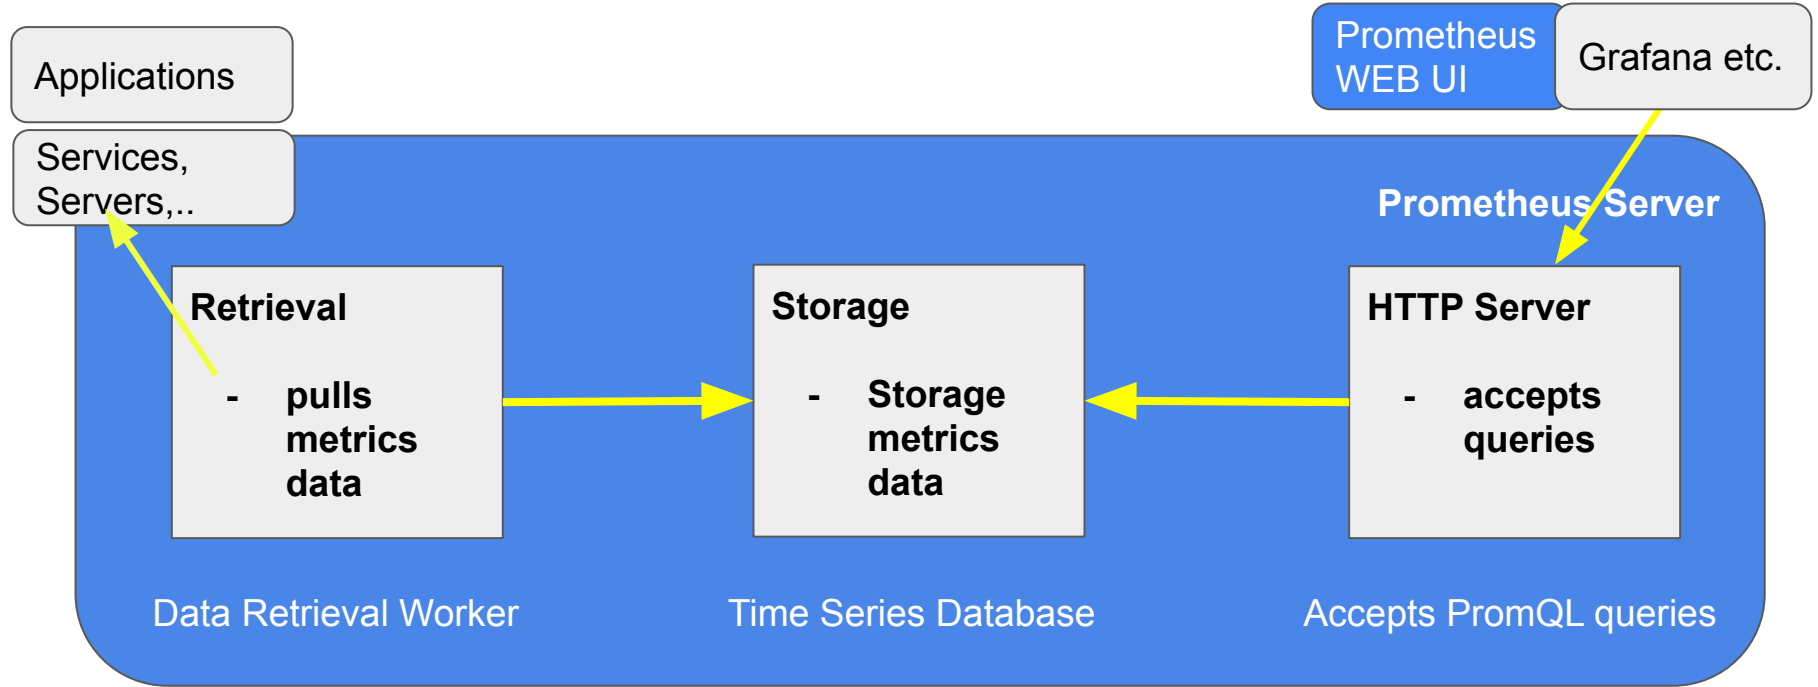 Applications
Services,
Servers,..
Prometheus
WEB UI
Grafana etc.
Prometheus Server
Retrieval
- pulls
metrics
data
Storage
- Storage
metrics
data
HTTP Server
- accepts
queries
Data Retrieval Worker
Time Series Database
Accepts PromQL queries